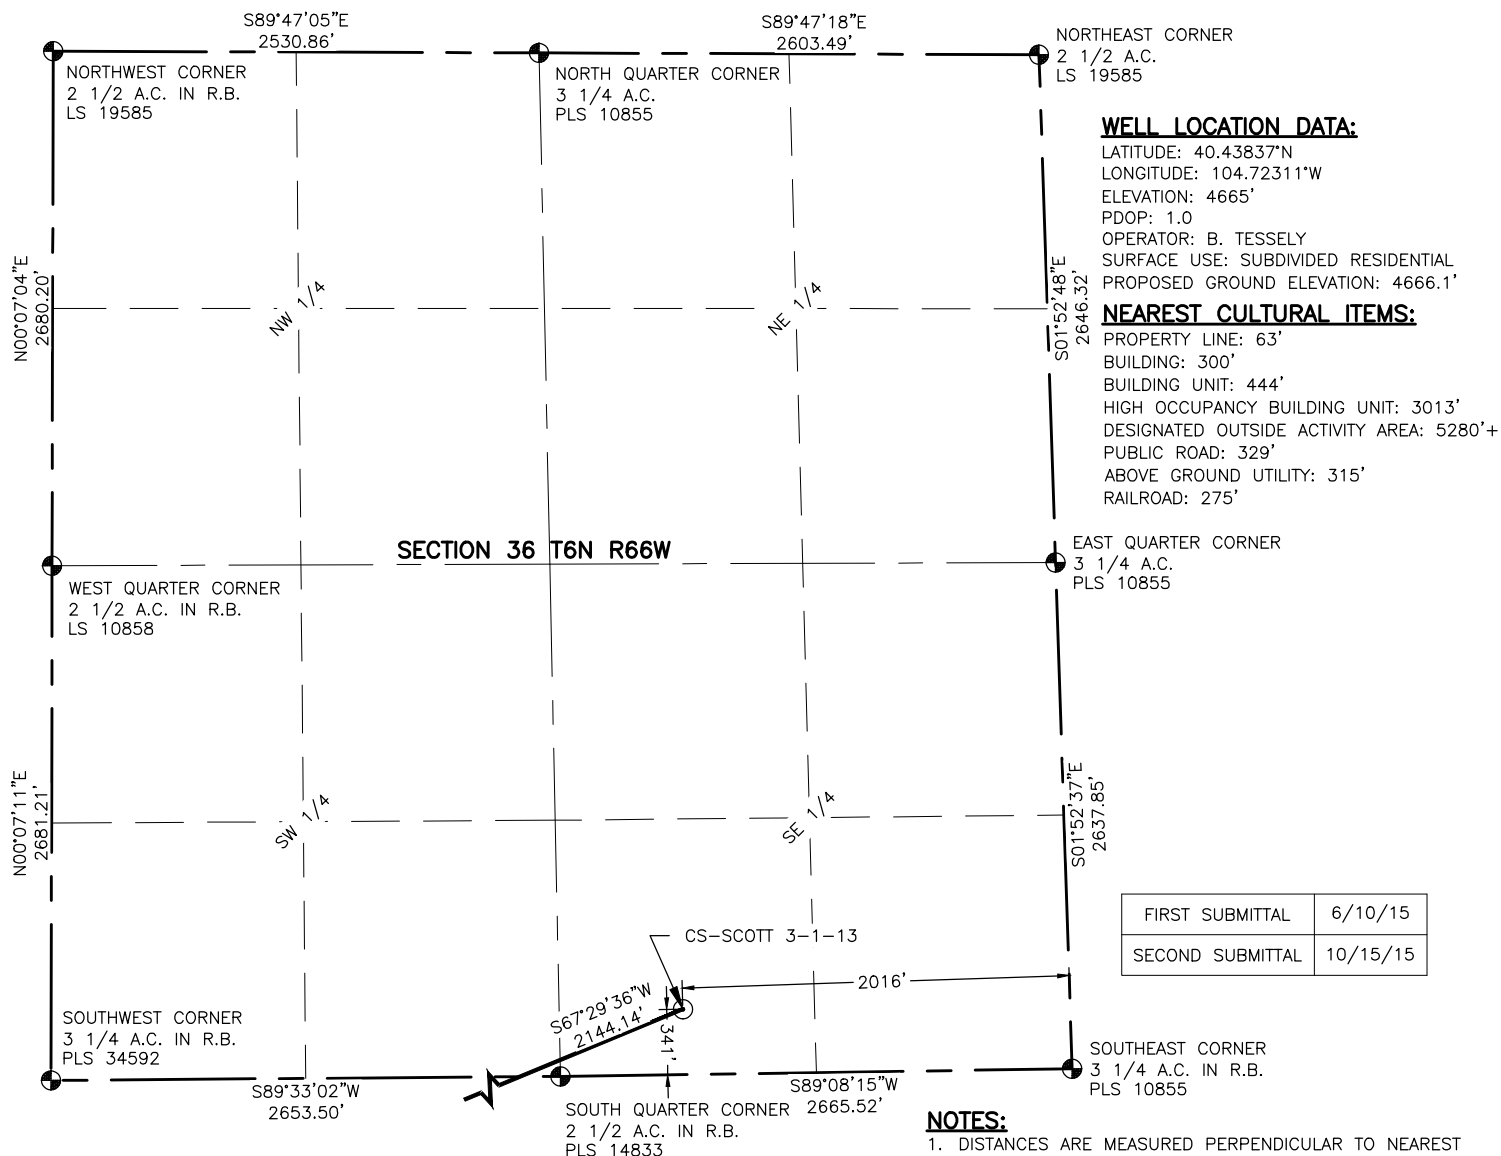 S89°47'05"E
2530.86'
S89°47'18"E
2603.49'
NORTHWEST CORNER
2 1/2 A.C. IN R.B.
LS 19585
NORTH QUARTER CORNER
3 1/4 A.C.
PLS 10855
NORTHEAST CORNER
2 1/2 A.C.
LS 19585
WELL LOCATION DATA:
LATITUDE: 40.43837°N
LONGITUDE: 104.72311°W
ELEVATION: 4665'
PDOP: 1.0
OPERATOR: B. TESSELY
SURFACE USE: SUBDIVIDED RESIDENTIAL
PROPOSED GROUND ELEVATION: 4666.1'
NEAREST CULTURAL ITEMS:
PROPERTY LINE: 63'
BUILDING: 300'
BUILDING UNIT: 444'
HIGH OCCUPANCY BUILDING UNIT: 3013'
DESIGNATED OUTSIDE ACTIVITY AREA: 5280'+
PUBLIC ROAD: 329'
ABOVE GROUND UTILITY: 315'
RAILROAD: 275'
N00°07'04"E
2680.20'
NW 1/4
NE 1/4
S01°52'48"E
2646.32'
SECTION 36 T6N R66W
WEST QUARTER CORNER
2 1/2 A.C. IN R.B.
LS 10858
EAST QUARTER CORNER
3 1/4 A.C.
PLS 10855
N00°07'11"E
2681.21'
SW 1/4
SE 1/4
S01°52'37"E
2637.85'
FIRST SUBMITTAL 6/10/15
SECOND SUBMITTAL 10/15/15
CS-SCOTT 3-1-13
2016'
S67°29'36"W
2144.14'
341'
SOUTHWEST CORNER
3 1/4 A.C. IN R.B.
PLS 34592
S89°33'02"W
2653.50'
SOUTH QUARTER CORNER
2 1/2 A.C. IN R.B.
PLS 14833
S89°08'15"W
2665.52'
SOUTHEAST CORNER
3 1/4 A.C. IN R.B.
PLS 10855
NOTES:
1. DISTANCES ARE MEASURED PERPENDICULAR TO NEAREST